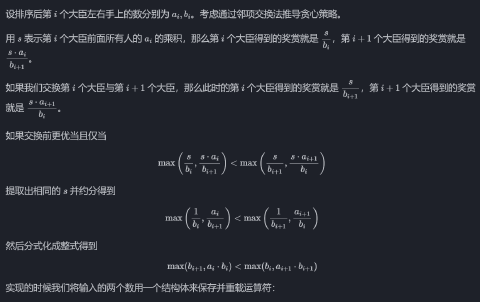 设排序后第 i 个大臣左右手上的数分别为 a_i, b_i。考虑通过邻项交换法推导贪心策略。
用 s 表示第 i 个大臣前面所有人的 a_i 的乘积，那么第 i 个大臣得到的奖赏就是 \frac{s}{b_i}，第 i + 1 个大臣得到的奖赏就是
\frac{s \cdot a_i}{b_{i+1}}。
如果我们交换第 i 个大臣与第 i + 1 个大臣，那么此时的第 i 个大臣得到的奖赏就是 \frac{s}{b_{i+1}}，第 i + 1 个大臣得到的奖赏
就是 \frac{s \cdot a_{i+1}}{b_i}。
如果交换前更优当且仅当
\max\left(\frac{s}{b_i}, \frac{s \cdot a_i}{b_{i+1}}\right) < \max\left(\frac{s}{b_{i+1}}, \frac{s \cdot a_{i+1}}{b_i}\right)
提取出相同的 s 并约分得到
\max\left(\frac{1}{b_i}, \frac{a_i}{b_{i+1}}\right) < \max\left(\frac{1}{b_{i+1}}, \frac{a_{i+1}}{b_i}\right)
然后分式化成整式得到
\max(b_{i+1}, a_i \cdot b_i) < \max(b_i, a_{i+1} \cdot b_{i+1})
实现的时候我们将输入的两个数用一个结构体来保存并重载运算符：